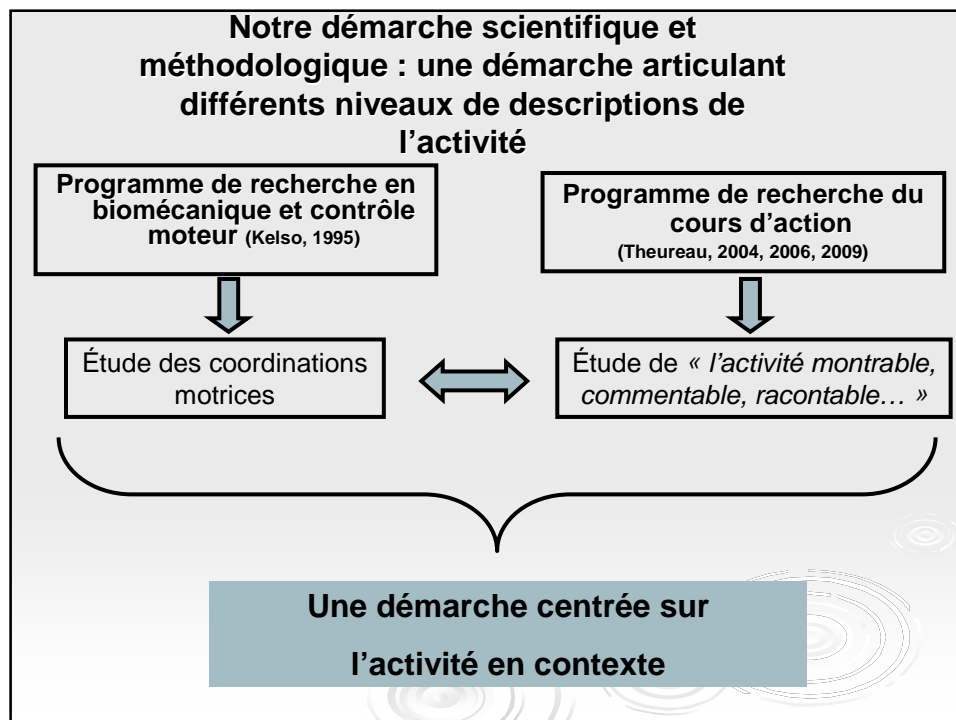 Notre démarche scientifique et
méthodologique : une démarche articulant
différents niveaux de descriptions de
l'activité
Programme de recherche en
biomécanique et contrôle
moteur (Kelso, 1995)
Programme de recherche du
cours d'action
(Theureau, 2004, 2006, 2009)
Étude des coordinations
motrices
Étude de « l'activité montrable,
commentable, racontable… »
Une démarche centrée sur
l'activité en contexte